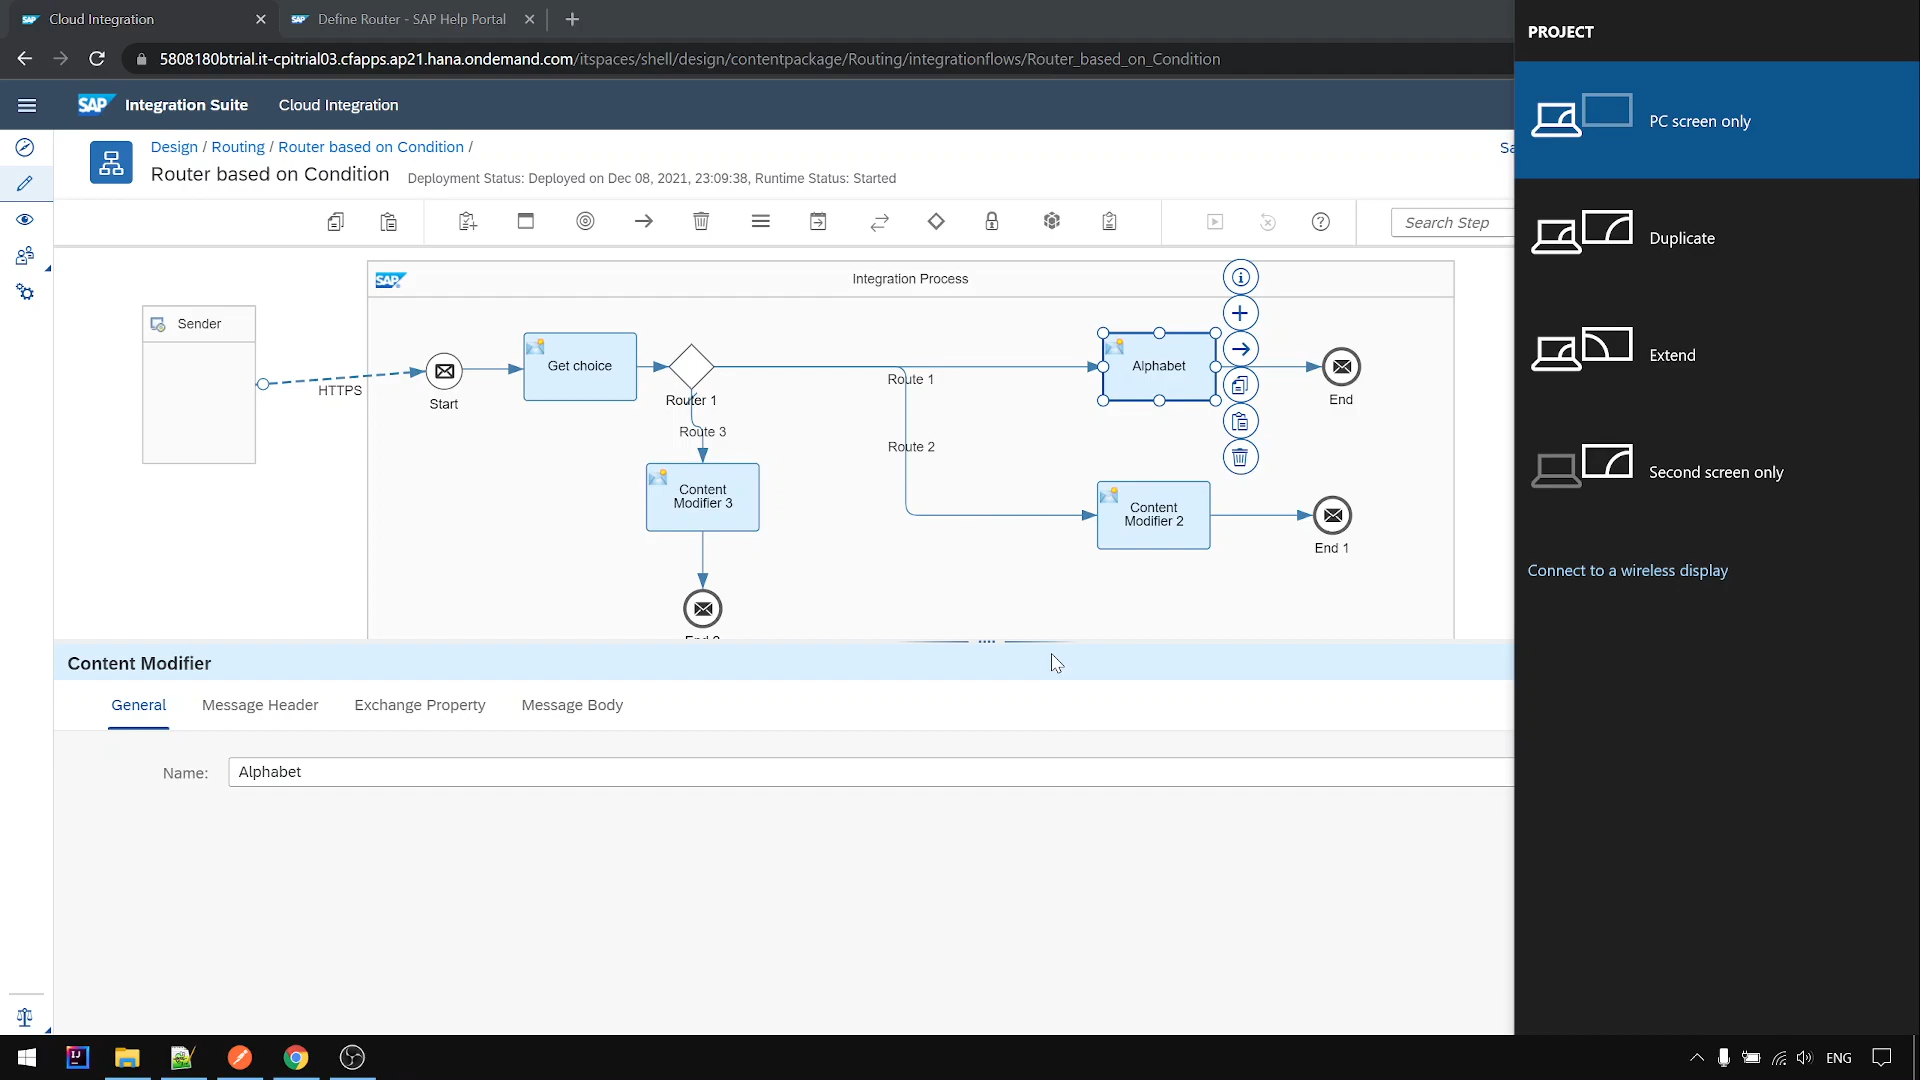 Cloud Integration
Define Router - SAP Help Portal
5808180btrial.it-cpitrial03.cfapps.ap21.hana.ondemand.com/itspaces/shell/design/contentpackage/Routing/integrationflows/Router_based_on_Condition
SAP Integration Suite Cloud Integration
Design / Routing / Router based on Condition /
Router based on Condition
Deployment Status: Deployed on Dec 08, 2021, 23:09:38, Runtime Status: Started
Search Step
SAP
Integration Process
Sender
HTTPS
Start
Get choice
Router 1
Route 1
Route 2
Route 3
Alphabet
End
Content
Modifier 3
Content
Modifier 2
End 1
Content Modifier
General
Message Header
Exchange Property
Message Body
Name:
Alphabet
PROJECT
PC screen only
Duplicate
Extend
Second screen only
Connect to a wireless display
ENG